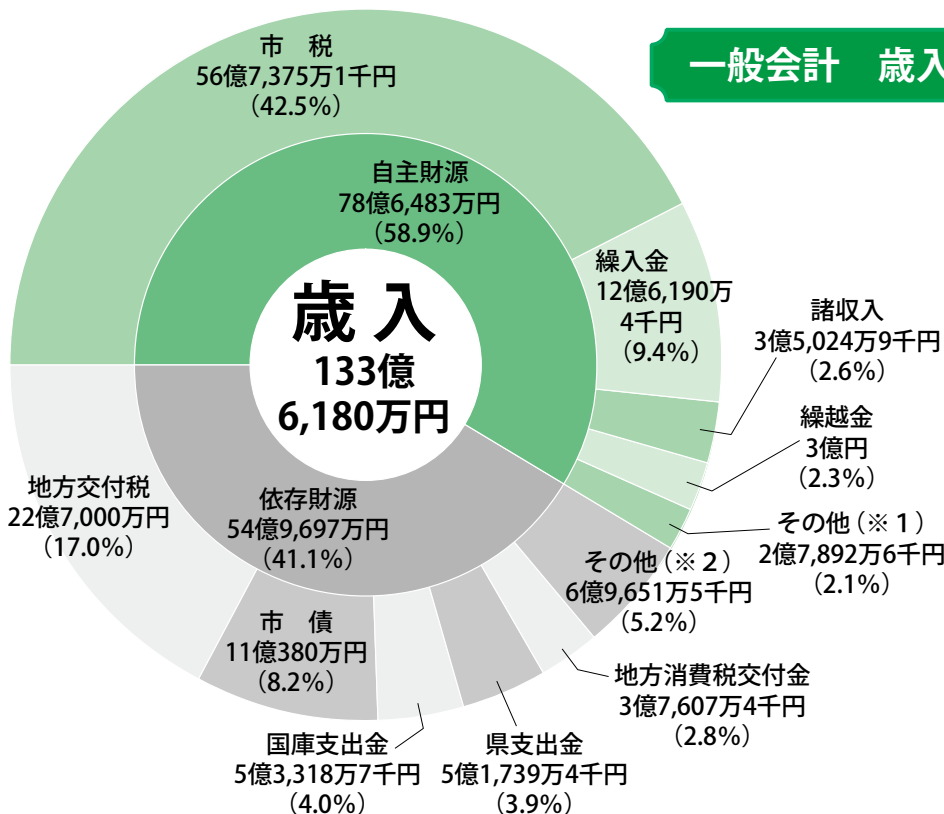 一般会計　歳入
市　税
56億7,375万1千円
（42.5%）
自主財源
78億6,483万円
（58.9%）
繰入金
12億6,190万
4千円
（9.4%）
諸収入
3億5,024万9千円
（2.6%）
繰越金
3億円
（2.3%）
その他（※1）
2億7,892万6千円
（2.1%）
歳 入
133億
6,180万円
依存財源
54億9,697万円
（41.1%）
その他（※2）
6億9,651万5千円
（5.2%）
地方消費税交付金
3億7,607万4千円
（2.8%）
県支出金
5億1,739万4千円
（3.9%）
国庫支出金
5億3,318万7千円
（4.0%）
市　債
11億380万円
（8.2%）
地方交付税
22億7,000万円
（17.0%）